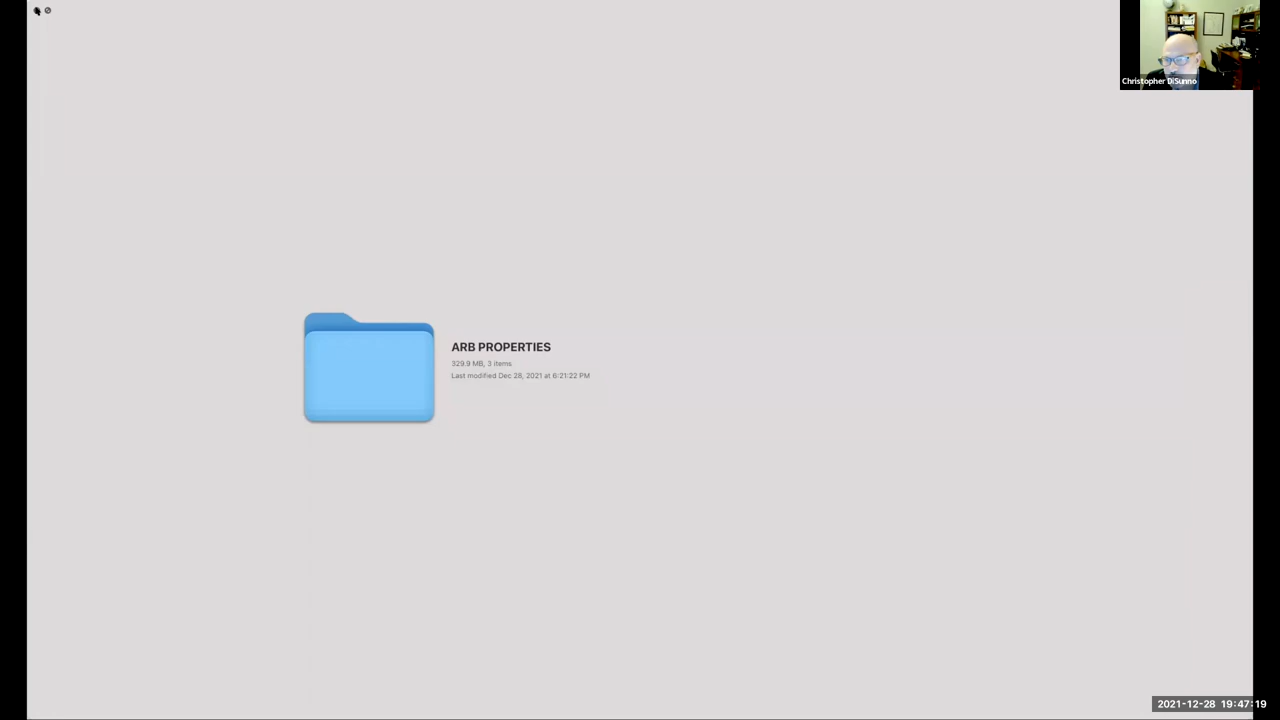 Christopher DiSunno
ARB PROPERTIES
329.9 MB, 3 items
Last modified Dec 28, 2021 at 6:21:22 PM
2021-12-28 19:47:19